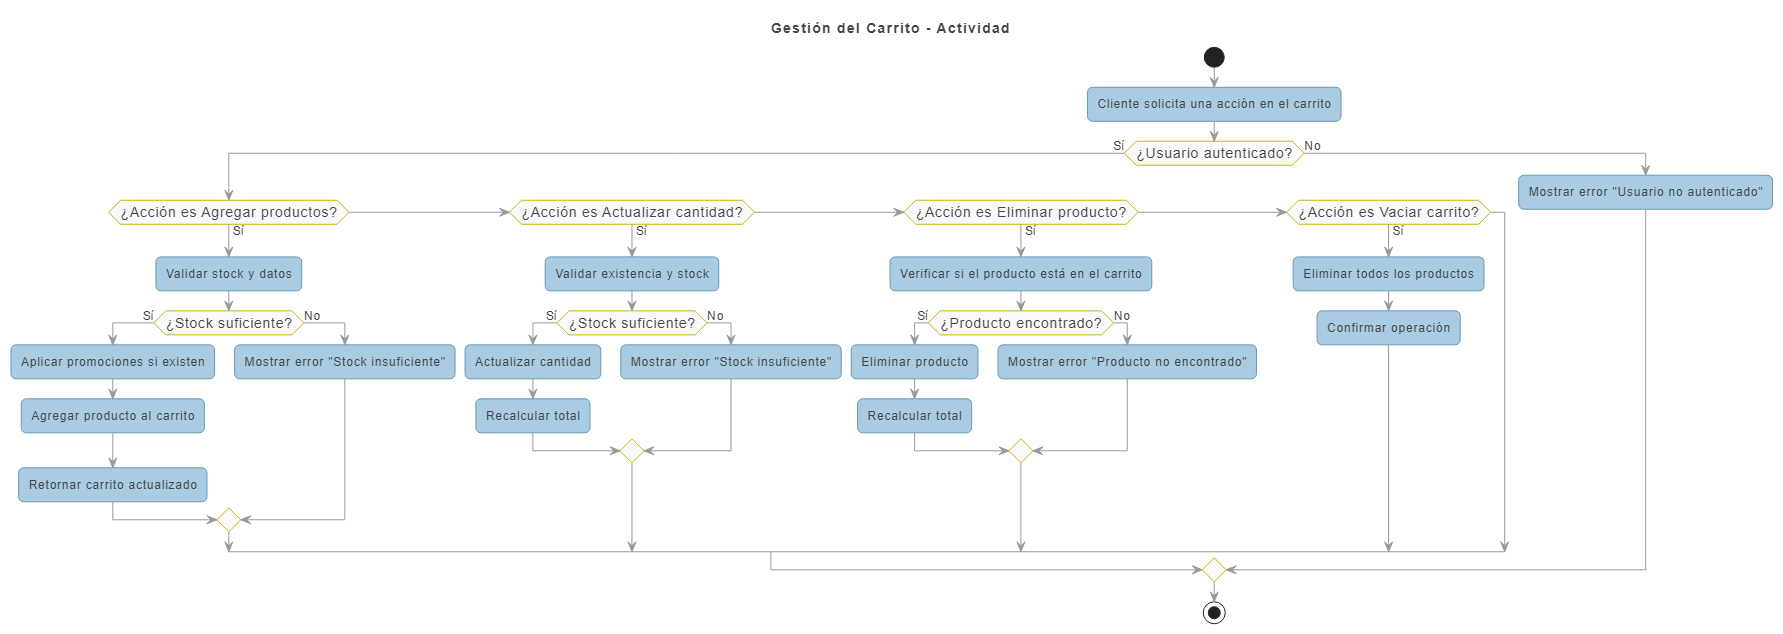 Gestión del Carrito - Actividad
Cliente solicita una acción en el carrito
Sí
¿Usuario autenticado?
No
Mostrar error "Usuario no autenticado"
¿Acción es Agregar productos?
¿Acción es Actualizar cantidad?
¿Acción es Eliminar producto?
¿Acción es Vaciar carrito?
Sí
Sí
Sí
Sí
Validar stock y datos
Validar existencia y stock
Verificar si el producto está en el carrito
Eliminar todos los productos
Sí
¿Stock suficiente?
No
Sí
¿Stock suficiente?
No
Sí
¿Producto encontrado?
No
Confirmar operación
Aplicar promociones si existen
Mostrar error "Stock insuficiente"
Actualizar cantidad
Mostrar error "Stock insuficiente"
Eliminar producto
Mostrar error "Producto no encontrado"
Agregar producto al carrito
Recalcular total
Recalcular total
Retornar carrito actualizado